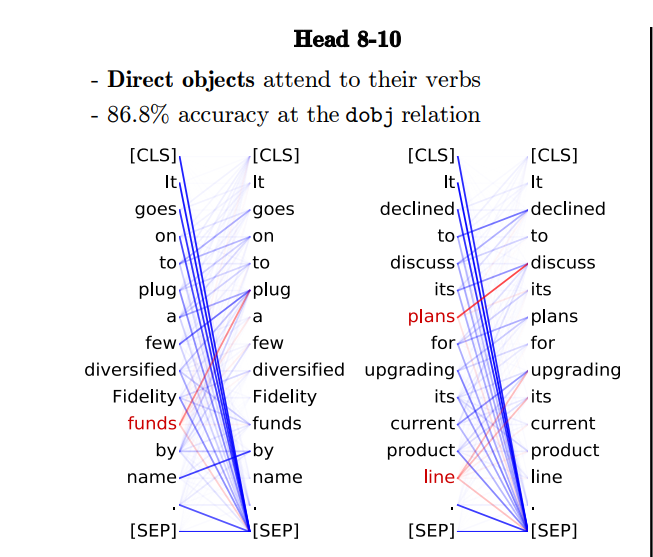 Head 8-10
- Direct objects attend to their verbs
- 86.8% accuracy at the dobj relation
[CLS] [CLS] [CLS] [CLS]
It It It It
goes goes declined declined
on on to to
to to discuss discuss
plug plug its its
a a plans plans
few few for for
diversified diversified upgrading upgrading
Fidelity Fidelity its its
funds funds current current
by by product product
name name line line
. . . .
[SEP] [SEP] [SEP] [SEP]